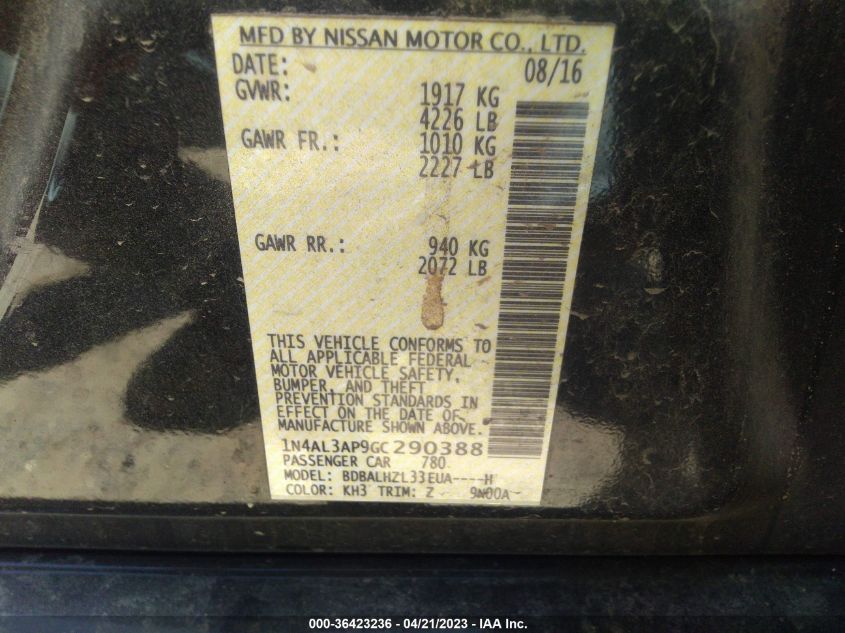 MFD BY NISSAN MOTOR CO., LTD.
DATE: 08/16
GVWR: 1917 KG
4226 LB
GAWR FR.: 1010 KG
2227 LB
GAWR RR.: 940 KG
2072 LB
THIS VEHICLE CONFORMS TO
ALL APPLICABLE FEDERAL
MOTOR VEHICLE SAFETY,
BUMPER, AND THEFT
PREVENTION STANDARDS IN
EFFECT ON THE DATE OF
MANUFACTURE SHOWN ABOVE.
1N4AL3AP9GC290388
PASSENGER CAR 780
MODEL: BDBALHZL33EUA----H
COLOR: KH3 TRIM: Z 9N00A
000-36423236 - 04/21/2023 - IAA Inc.